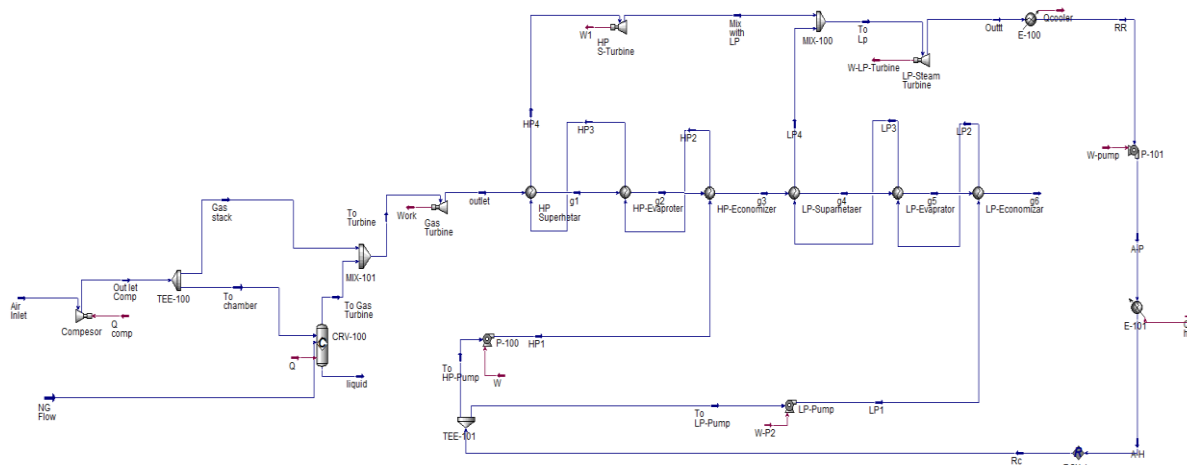 W1
HP
S-Turbine
Mix
with
LP
MIX-100
To
Lp
W-LP-Turbine
LP-Steam
Turbine
Outtt
Qcooler
E-100
RR
HP4
HP3
HP2
LP4
LP3
LP2
W-pump
P-101
outlet
HP
Superhetar
g1
HP-Evaproter
g2
HP-Economizer
g3
LP-Suparhetaer
g4
LP-Evaprator
g5
LP-Economizar
g6
Gas
stack
To
Turbine
Work
Gas
Turbine
MIX-101
Air
Inlet
Compesor
Outlet
Comp
Q
comp
TEE-100
To
chamber
To Gas
Turbine
CRV-100
Q
liquid
NG
Flow
A-P
E-101
To
HP-Pump
P-100
HP1
W
TEE-101
To
LP-Pump
LP-Pump
LP1
W-P2
Rc
A-H